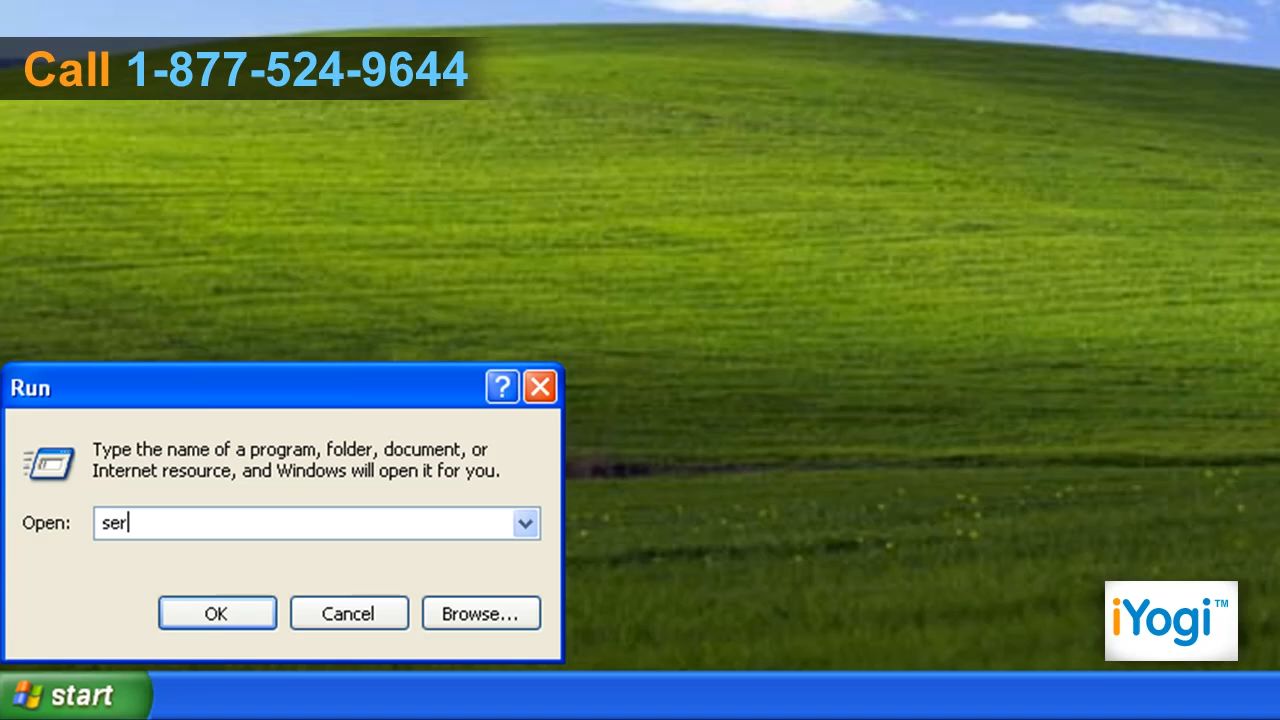 Call 1-877-524-9644
Run
Type the name of a program, folder, document, or
Internet resource, and Windows will open it for you.
Open: ser
OK Cancel Browse...
iYogi™
start